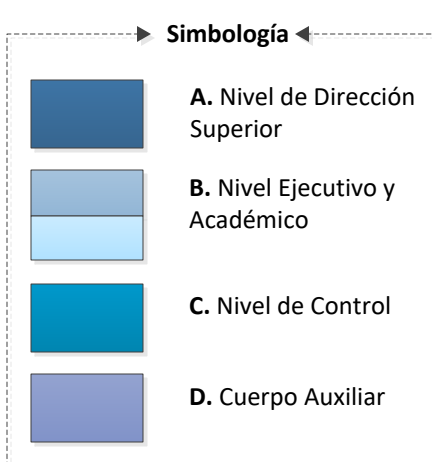 Simbología
A. Nivel de Dirección
Superior
B. Nivel Ejecutivo y
Académico
C. Nivel de Control
D. Cuerpo Auxiliar